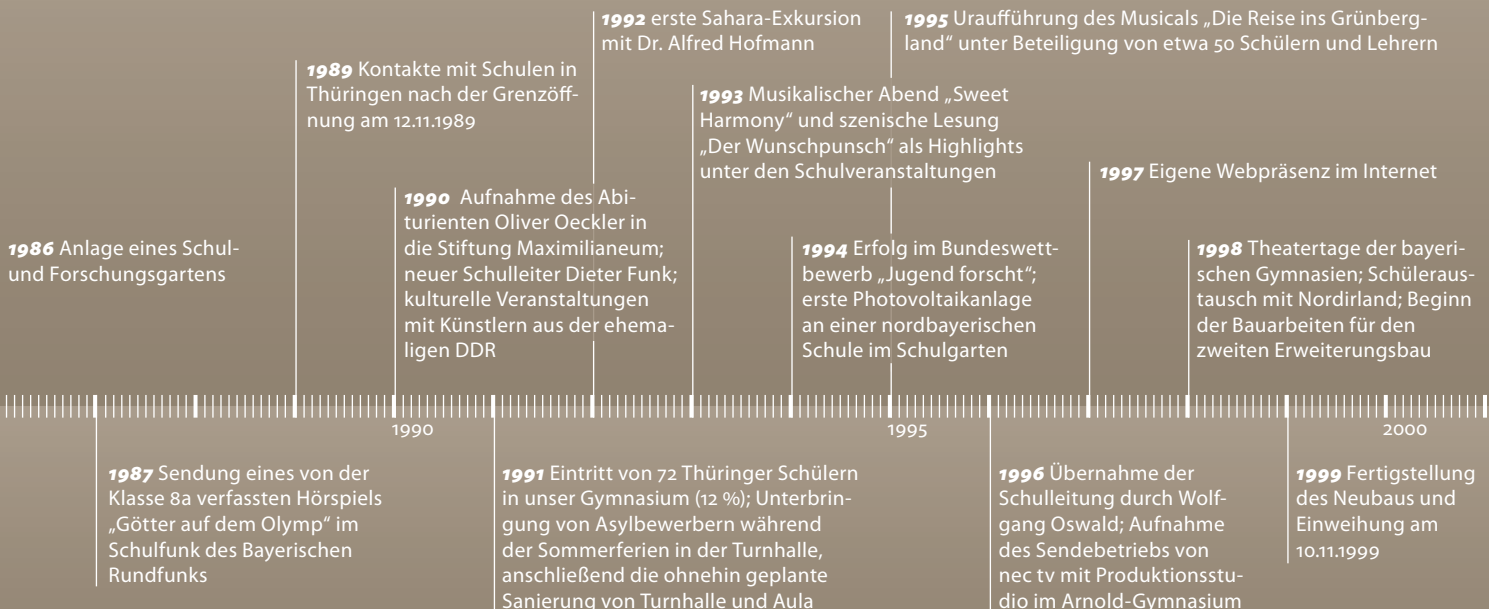 1986 Anlage eines Schul-
und Forschungsgartens
1987 Sendung eines von der
Klasse 8a verfassten Hörspiels
„Götter auf dem Olymp“ im
Schulfunk des Bayerischen
Rundfunks
1989 Kontakte mit Schulen in
Thüringen nach der Grenzöff-
nung am 12.11.1989
1990 Aufnahme des Abi-
turienten Oliver Oeckler in
die Stiftung Maximilianeum;
neuer Schulleiter Dieter Funk;
kulturelle Veranstaltungen
mit Künstlern aus der ehema-
ligen DDR
1991 Eintritt von 72 Thüringer Schülern
in unser Gymnasium (12 %); Unterbrin-
gung von Asylbewerbern während
der Sommerferien in der Turnhalle,
anschließend die ohnehin geplante
Sanierung von Turnhalle und Aula
1992 erste Sahara-Exkursion
mit Dr. Alfred Hofmann
1993 Musikalischer Abend „Sweet
Harmony“ und szenische Lesung
„Der Wunschpunsch“ als Highlights
unter den Schulveranstaltungen
1994 Erfolg im Bundeswett-
bewerb „Jugend forscht“;
erste Photovoltaikanlage
an einer nordbayerischen
Schule im Schulgarten
1995 Uraufführung des Musicals „Die Reise ins Grünberg-
land“ unter Beteiligung von etwa 50 Schülern und Lehrern
1996 Übernahme der
Schulleitung durch Wolf-
gang Oswald; Aufnahme
des Sendebetriebs von
nec tv mit Produktionsstu-
dio im Arnold-Gymnasium
1997 Eigene Webpräsenz im Internet
1998 Theatertage der bayeri-
schen Gymnasien; Schüleraus-
tausch mit Nordirland; Beginn
der Bauarbeiten für den
zweiten Erweiterungsbau
1999 Fertigstellung
des Neubaus und
Einweihung am
10.11.1999
1990
1995
2000